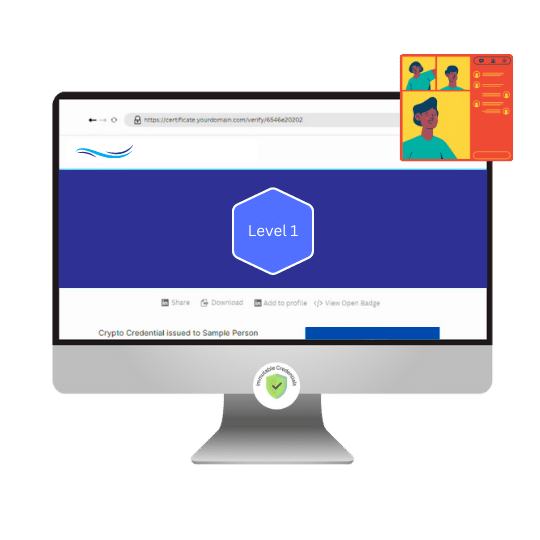 https://certificate.yourdomain.com/verify/6546e20202
Level 1
Share Download Add to profile </> View Open Badge
Crypto Credential issued to Sample Person
Immutable Credentials